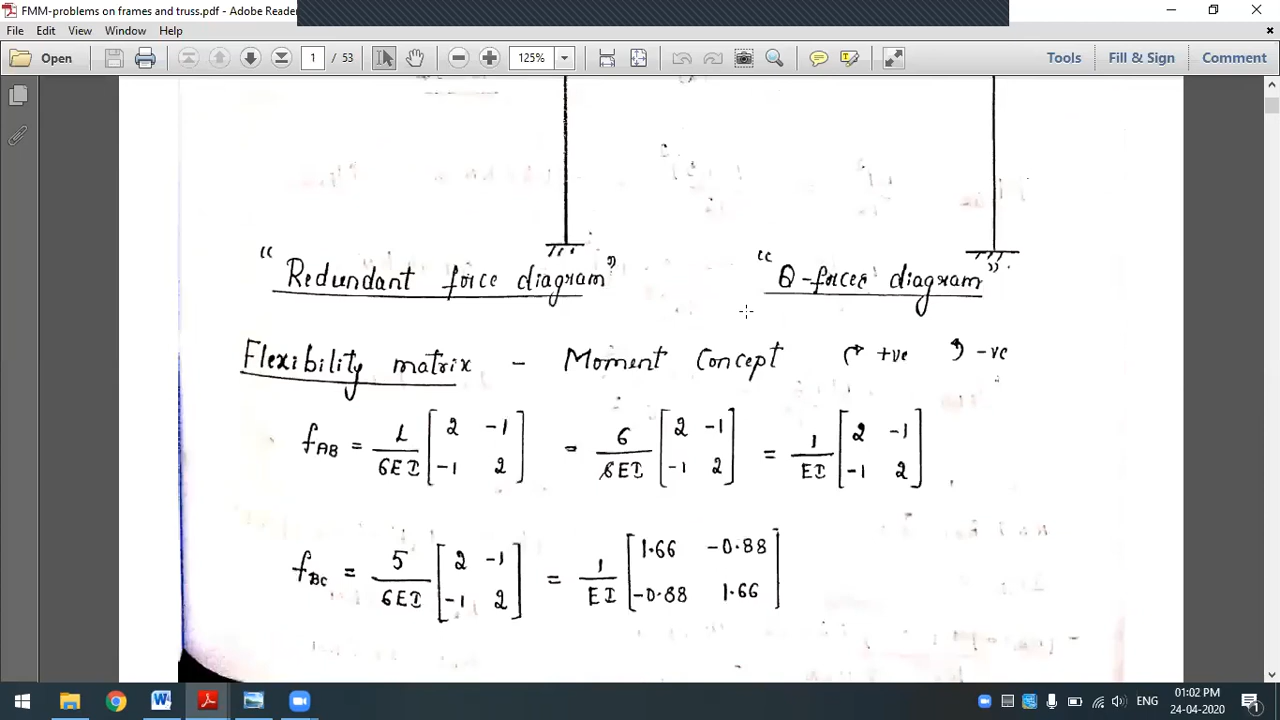 FMM-problems on frames and truss.pdf - Adobe Reader
File Edit View Window Help
Open 1 / 53 125% Tools Fill & Sign Comment
"Redundant force diagram" "Q-forces diagram"
Flexibility matrix - Moment Concept ↱ +ve ↰ -ve
f_AB = L/6EI [2 -1; -1 2] = 6/6EI [2 -1; -1 2] = 1/EI [2 -1; -1 2]
f_BC = 5/6EI [2 -1; -1 2] = 1/EI [1.66 -0.88; -0.88 1.66]
ENG 01:02 PM
24-04-2020